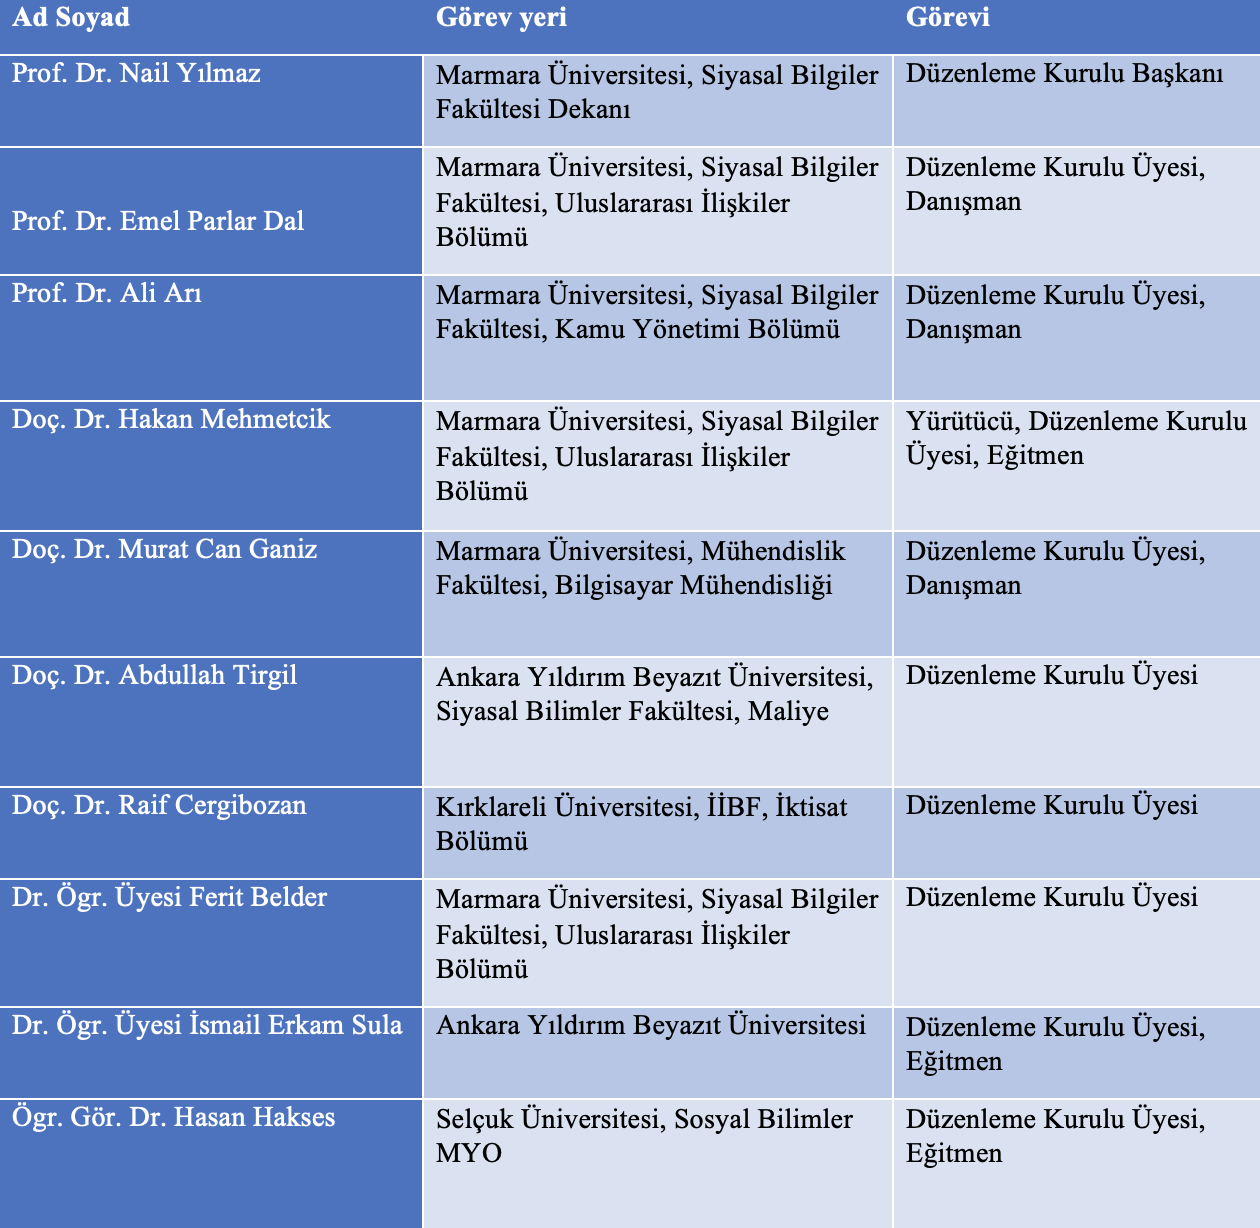 Ad Soyad
Görev yeri
Görevi
Prof. Dr. Nail Yılmaz
Marmara Üniversitesi, Siyasal Bilgiler
Fakültesi Dekanı
Düzenleme Kurulu Başkanı
Prof. Dr. Emel Parlar Dal
Marmara Üniversitesi, Siyasal Bilgiler
Fakültesi, Uluslararası İlişkiler
Bölümü
Düzenleme Kurulu Üyesi,
Danışman
Prof. Dr. Ali Arı
Marmara Üniversitesi, Siyasal Bilgiler
Fakültesi, Kamu Yönetimi Bölümü
Düzenleme Kurulu Üyesi,
Danışman
Doç. Dr. Hakan Mehmetcik
Marmara Üniversitesi, Siyasal Bilgiler
Fakültesi, Uluslararası İlişkiler
Bölümü
Yürütücü, Düzenleme Kurulu
Üyesi, Eğitmen
Doç. Dr. Murat Can Ganiz
Marmara Üniversitesi, Mühendislik
Fakültesi, Bilgisayar Mühendisliği
Düzenleme Kurulu Üyesi,
Danışman
Doç. Dr. Abdullah Tirgil
Ankara Yıldırım Beyazıt Üniversitesi,
Siyasal Bilimler Fakültesi, Maliye
Düzenleme Kurulu Üyesi
Doç. Dr. Raif Cergibozan
Kırklareli Üniversitesi, İİBF, İktisat
Bölümü
Düzenleme Kurulu Üyesi
Dr. Ögr. Üyesi Ferit Belder
Marmara Üniversitesi, Siyasal Bilgiler
Fakültesi, Uluslararası İlişkiler
Bölümü
Düzenleme Kurulu Üyesi
Dr. Ögr. Üyesi İsmail Erkam Sula
Ankara Yıldırım Beyazıt Üniversitesi
Düzenleme Kurulu Üyesi,
Eğitmen
Ögr. Gör. Dr. Hasan Hakses
Selçuk Üniversitesi, Sosyal Bilimler
MYO
Düzenleme Kurulu Üyesi,
Eğitmen